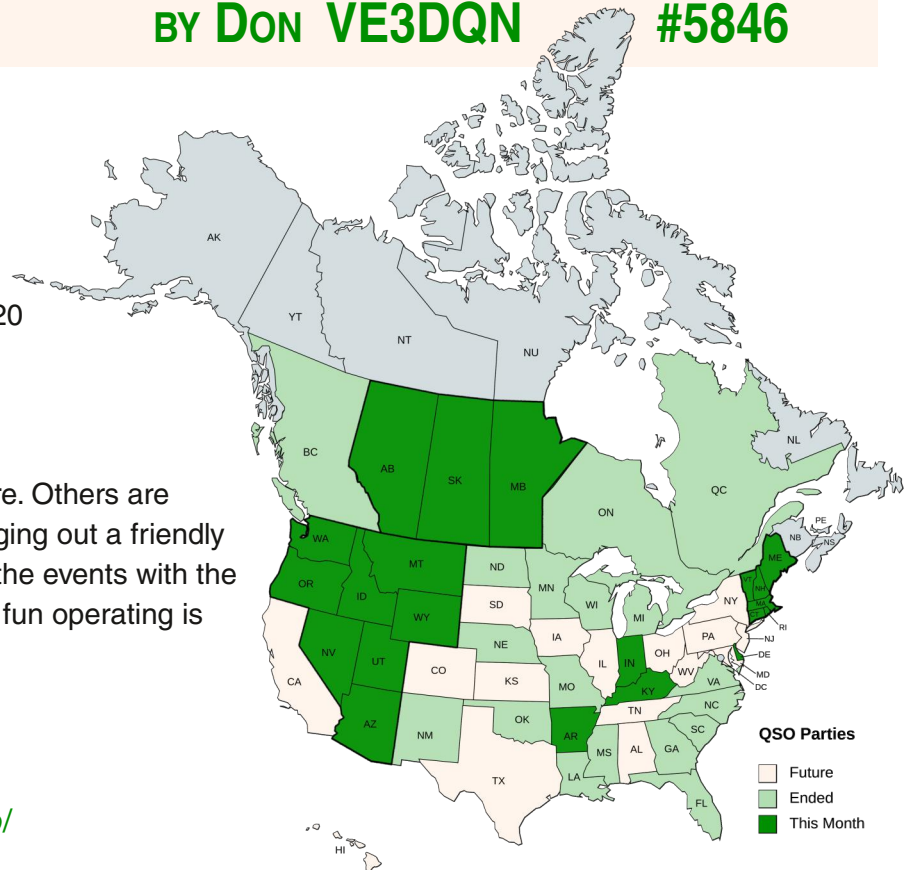 BY DON VE3DQN #5846
20
re. Others are
ging out a friendly
the events with the
fun operating is
o/
AK
YT
NT
NU
BC
AB
SK
MB
ON
QC
NL
PE
NB
NS
WA
MT
ND
MN
ME
VT
NH
OR
ID
WY
SD
WI
MI
NY
MA
RI
NV
UT
NE
IA
IL
IN
OH
PA
NJ
DE
MD
DC
CA
CO
KS
MO
KY
WV
VA
AZ
NM
OK
AR
TN
NC
SC
TX
LA
MS
AL
GA
FL
HI
QSO Parties
Future
Ended
This Month